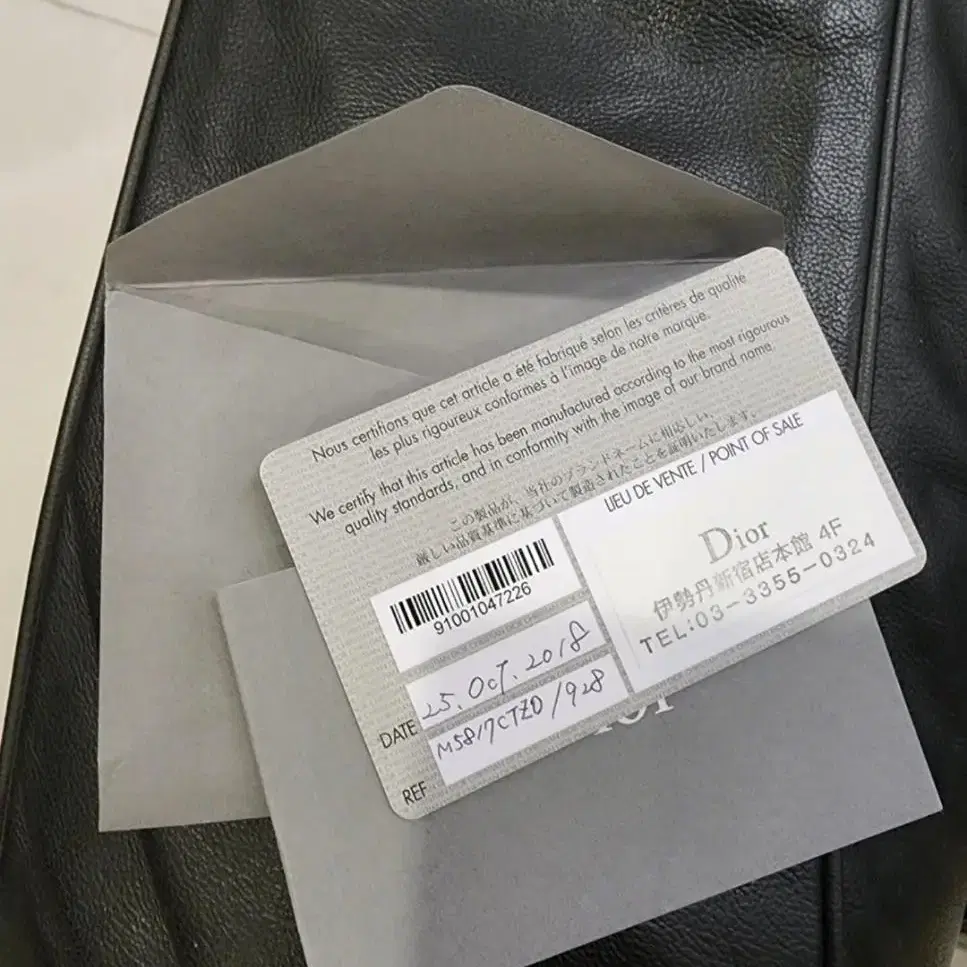 Nous certifions que cet article a été fabriqué selon les critères de qualité
les plus rigoureux conformes à l'image de notre marque.
We certify that this article has been manufactured according to the most rigourous
quality standards, and in conformity with the image of our brand name.
この製品が、当社のブランドネームに相応しい、
厳しい品質基準に基づいて製造されたことを証明いたします。
LIEU DE VENTE / POINT OF SALE
Dior
伊勢丹新宿店本館 4F
TEL:03-3355-0324
91001047226
DATE 25. Oct. 2018
REF M5817CTZD / 928